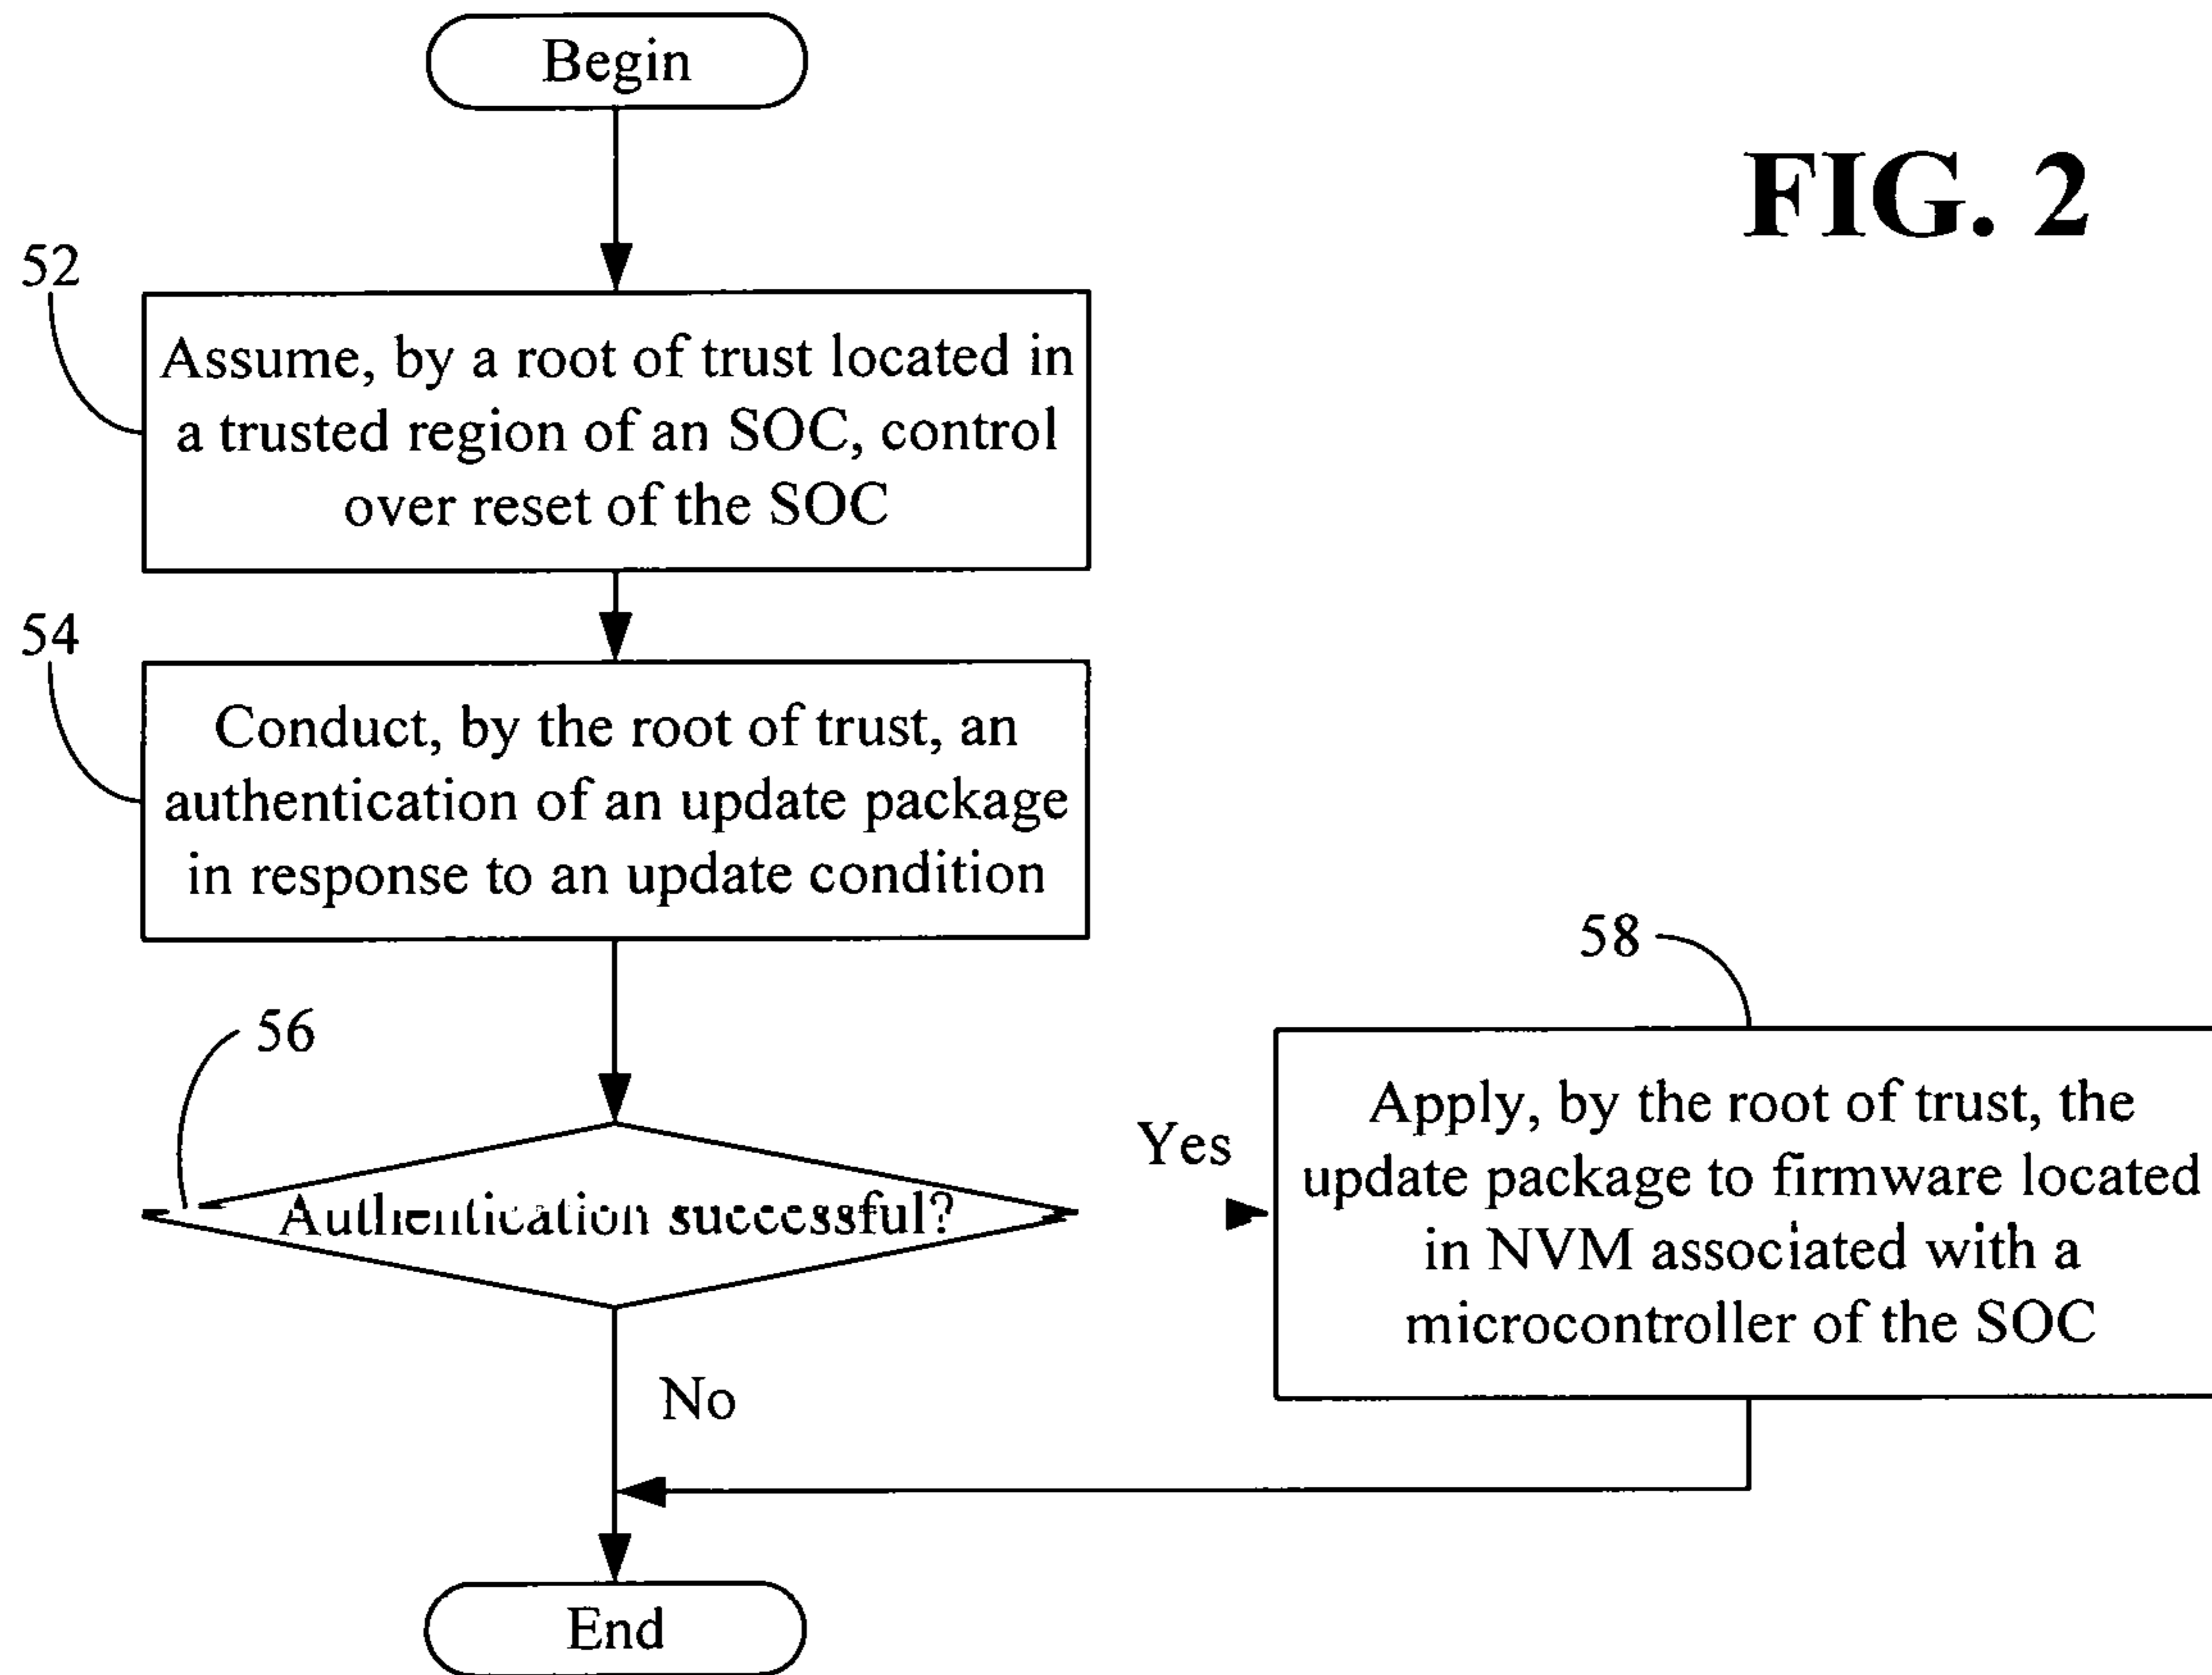 Begin
FIG. 2
52
Assume, by a root of trust located in
a trusted region of an SOC, control
over reset of the SOC
54
Conduct, by the root of trust, an
authentication of an update package
in response to an update condition
56
Authentication successful?
Yes
58
Apply, by the root of trust, the
update package to firmware located
in NVM associated with a
microcontroller of the SOC
No
End